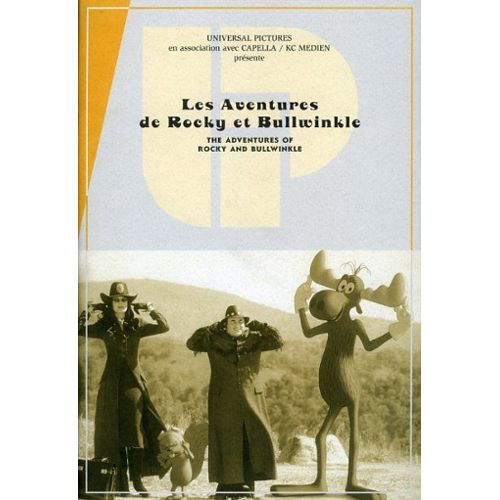 UNIVERSAL PICTURES
en association avec CAPELLA / KC MEDIEN
présente
Les Aventures
de Rocky et Bullwinkle
THE ADVENTURES OF
ROCKY AND BULLWINKLE